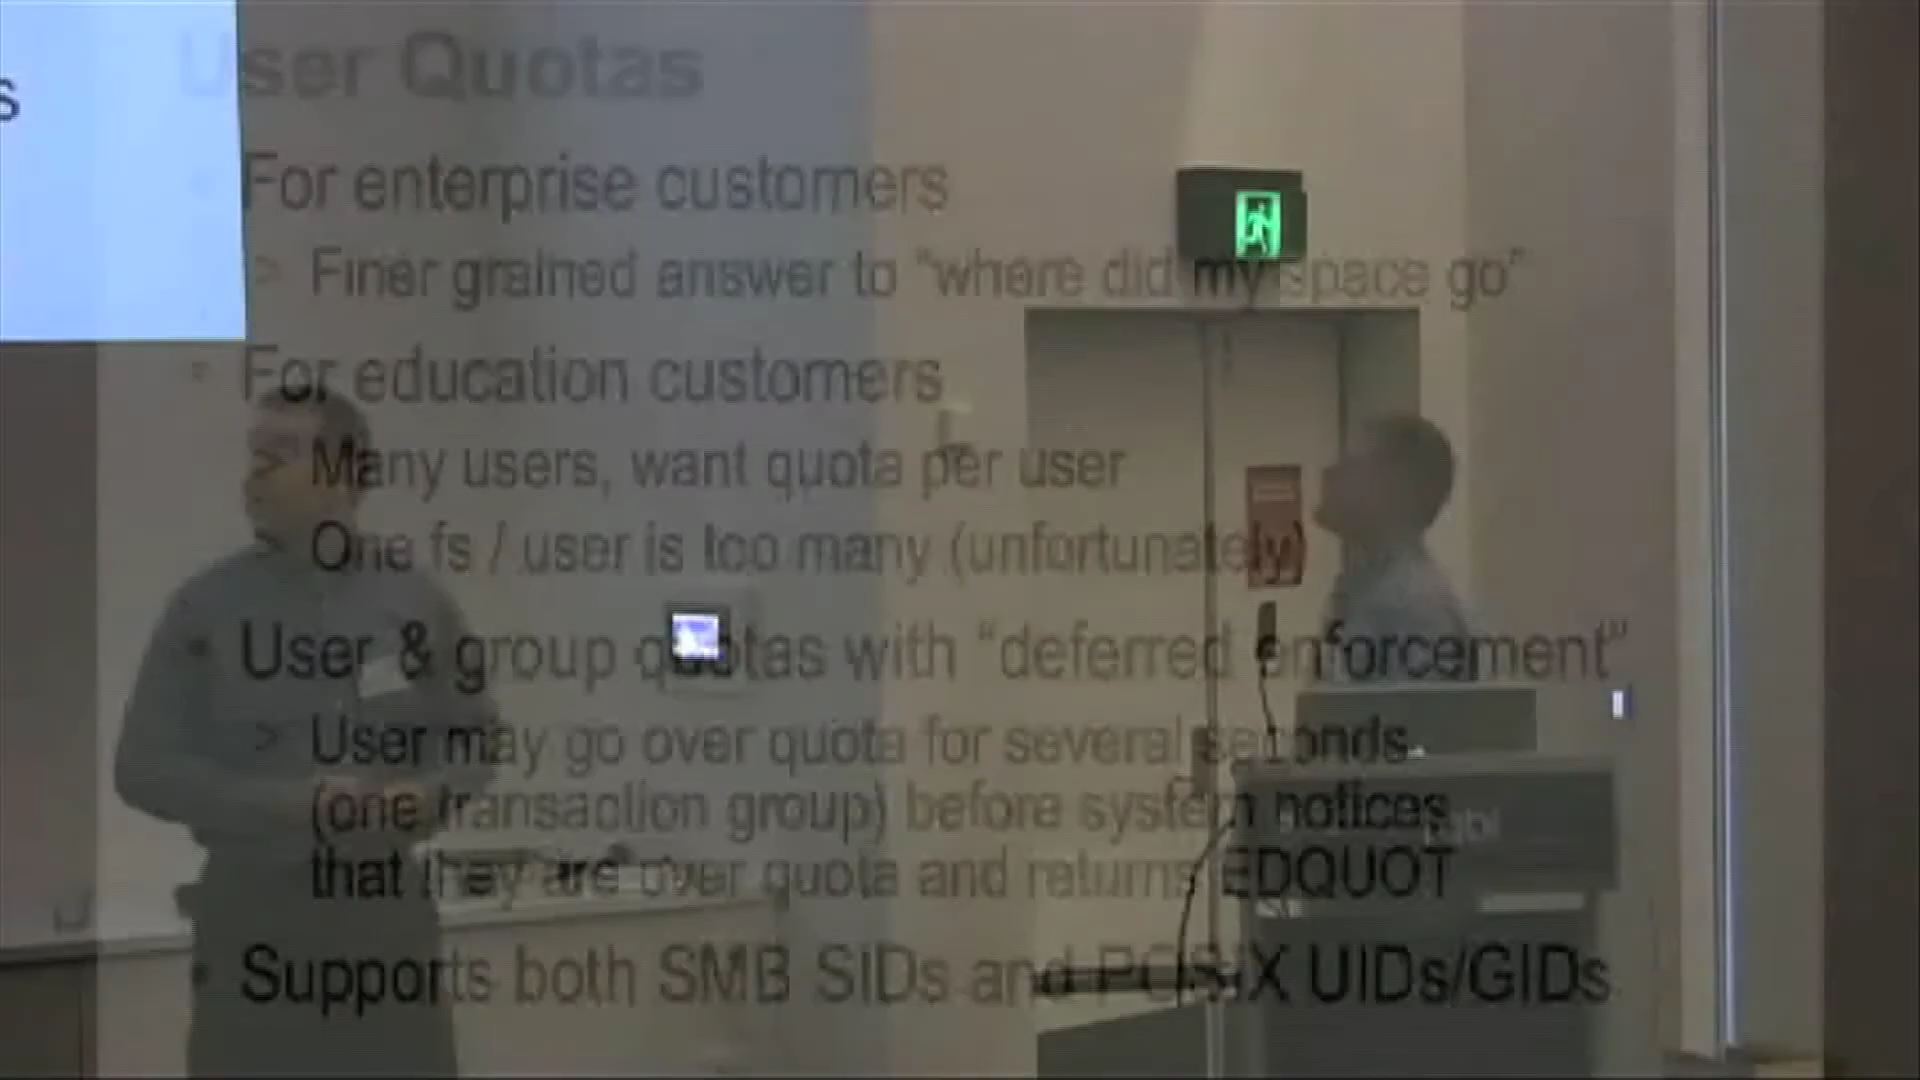 s
User Quotas
For enterprise customers
> Finer grained answer to “where did my space go”
For education customers
> Many users, want quota per user
One fs / user is too many (unfortunately)
User & group quotas with “deferred enforcement”
> User may go over quota for several seconds
(one transaction group) before system notices
that they are over quota and returns EDQUOT
Supports both SMB SIDs and POSIX UIDs/GIDs